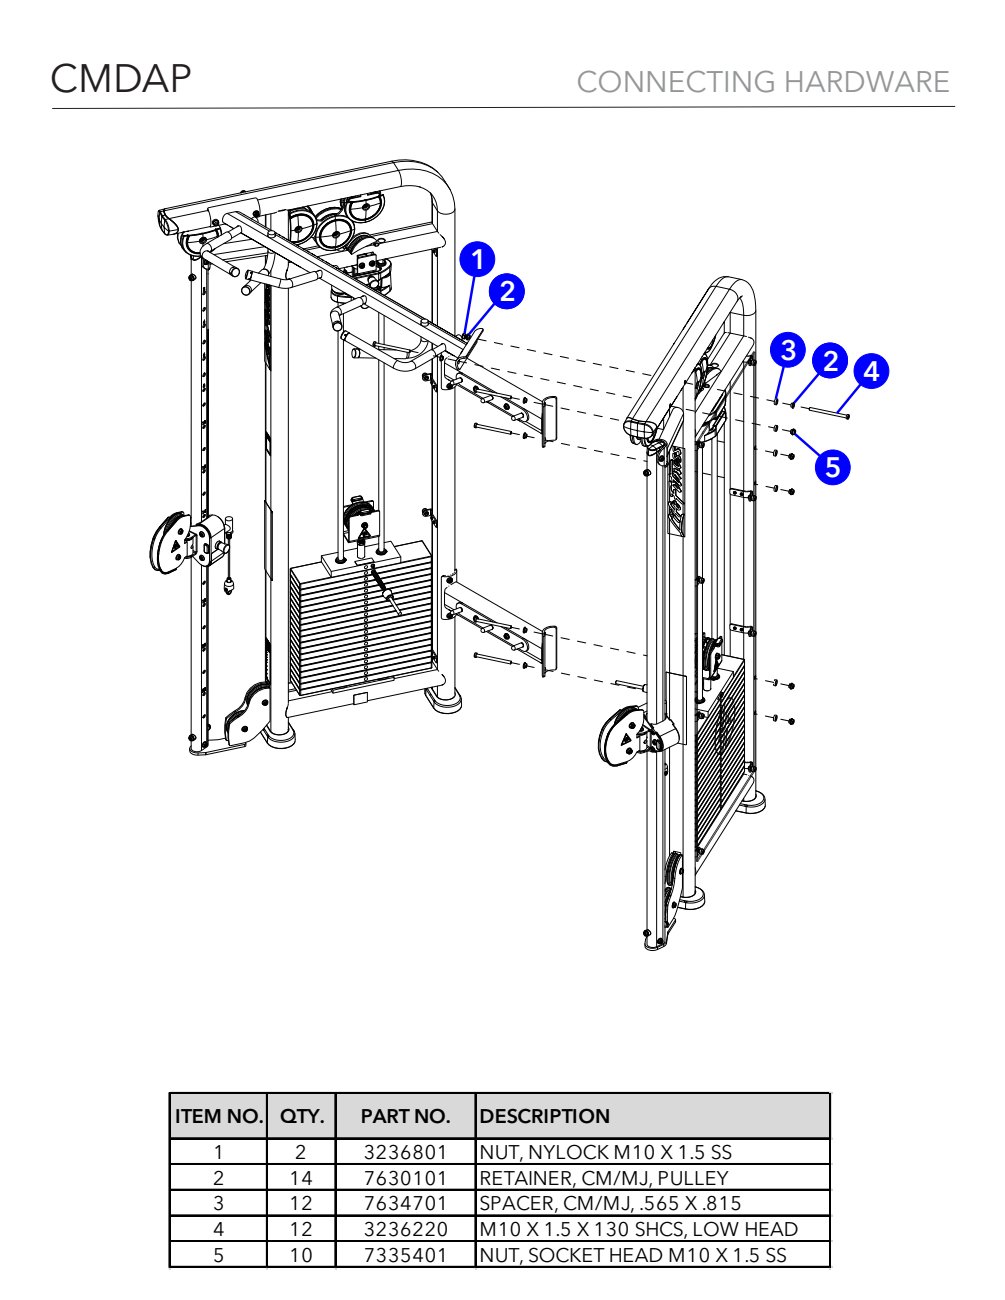 CMDAP
CONNECTING HARDWARE
1
2
3
2
4
5
ITEM NO. QTY. PART NO. DESCRIPTION
1 2 3236801 NUT, NYLOCK M10 X 1.5 SS
2 14 7630101 RETAINER, CM/MJ, PULLEY
3 12 7634701 SPACER, CM/MJ, .565 X .815
4 12 3236220 M10 X 1.5 X 130 SHCS, LOW HEAD
5 10 7335401 NUT, SOCKET HEAD M10 X 1.5 SS